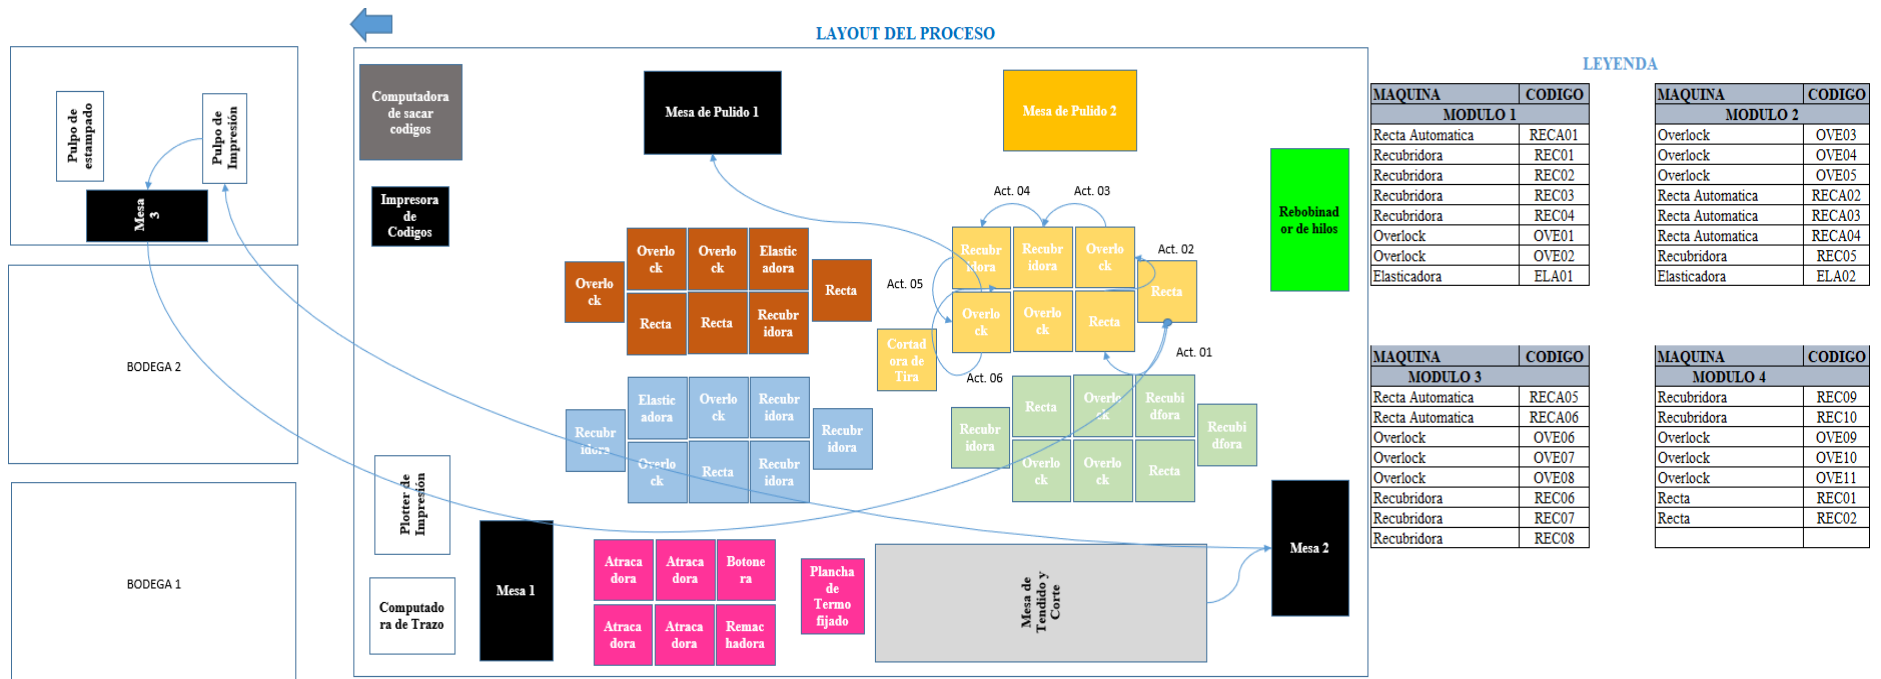 LAYOUT DEL PROCESO
Pulpo de
estampado
Pulpo de
Impresión
Mesa
3
BODEGA 2
BODEGA 1
Computadora
de sacar
codigos
Impresora
de
Codigos
Mesa de Pulido 1
Mesa de Pulido 2
Rebobinad
or de hilos
Act. 04
Act. 03
Act. 02
Act. 05
Act. 01
Act. 06
Overlo
ck
Overlo
ck
Overlo
ck
Elastic
adora
Recta
Recta
Recta
Recubr
idora
Recubr
idora
Recubr
idora
Overlo
ck
Recta
Overlo
ck
Overlo
ck
Recta
Cortad
ora de
Tira
Recubr
idora
Elastic
adora
Overlo
ck
Recubr
idora
Recubr
idora
Overlo
ck
Recta
Recubr
idora
Recubr
idora
Recta
Overlo
ck
Recubi
dfora
Recubi
dfora
Overlo
ck
Overlo
ck
Recta
Plotter de
Impresión
Computado
ra de Trazo
Mesa 1
Atraca
dora
Atraca
dora
Botone
ra
Atraca
dora
Atraca
dora
Remac
hadora
Plancha
de
Termo
fijado
Mesa de
Tendido y
Corte
Mesa 2
LEYENDA
MAQUINA CODIGO
MODULO 1
Recta Automatica RECA01
Recubridora REC01
Recubridora REC02
Recubridora REC03
Recubridora REC04
Overlock OVE01
Overlock OVE02
Elasticadora ELA01
MAQUINA CODIGO
MODULO 2
Overlock OVE03
Overlock OVE04
Overlock OVE05
Recta Automatica RECA02
Recta Automatica RECA03
Recta Automatica RECA04
Recubridora REC05
Elasticadora ELA02
MAQUINA CODIGO
MODULO 3
Recta Automatica RECA05
Recta Automatica RECA06
Overlock OVE06
Overlock OVE07
Overlock OVE08
Recubridora REC06
Recubridora REC07
Recubridora REC08
MAQUINA CODIGO
MODULO 4
Recubridora REC09
Recubridora REC10
Overlock OVE09
Overlock OVE10
Overlock OVE11
Recta REC01
Recta REC02